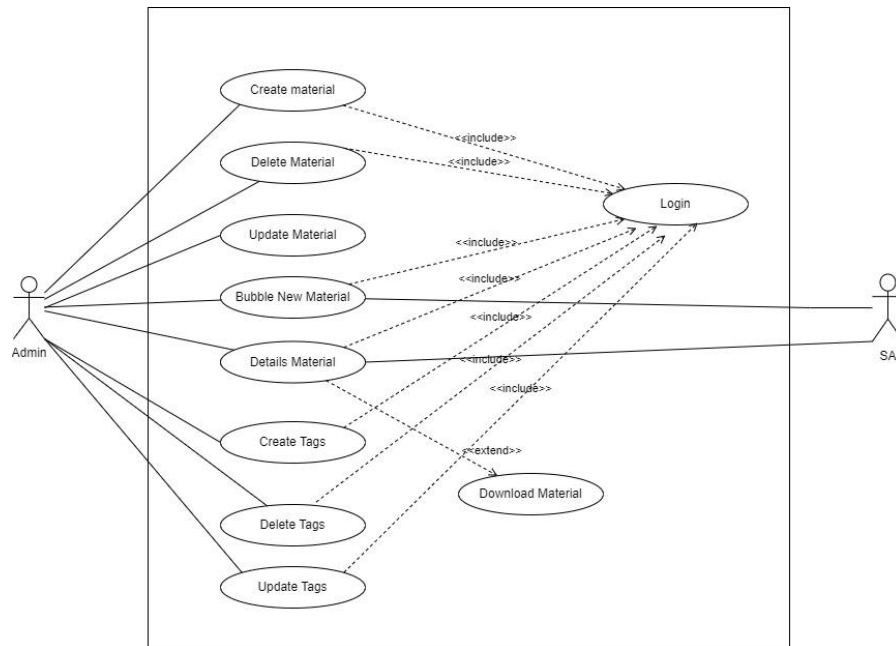 Create material
<<include>>
Delete Material
<<include>>
Login
Update Material
<<include>>
Bubble New Material
<<include>>
<<include>>
Admin
SA
Details Material
<<include>>
<<include>>
Create Tags
<<extend>>
Download Material
Delete Tags
Update Tags